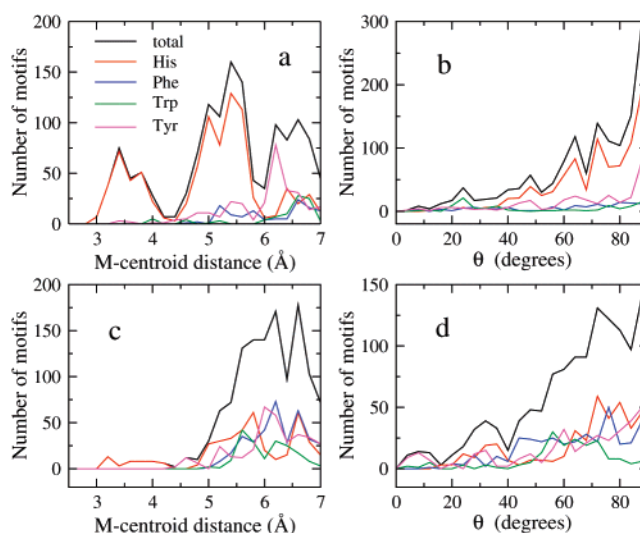 200
150
100
50
0
Number of motifs
total
His
Phe
Trp
Tyr
a
3 4 5 6 7
M-centroid distance (Å)
300
200
100
0
Number of motifs
b
0 20 40 60 80
θ (degrees)
200
150
100
50
0
Number of motifs
c
3 4 5 6 7
M-centroid distance (Å)
150
100
50
0
Number of motifs
d
0 20 40 60 80
θ (degrees)